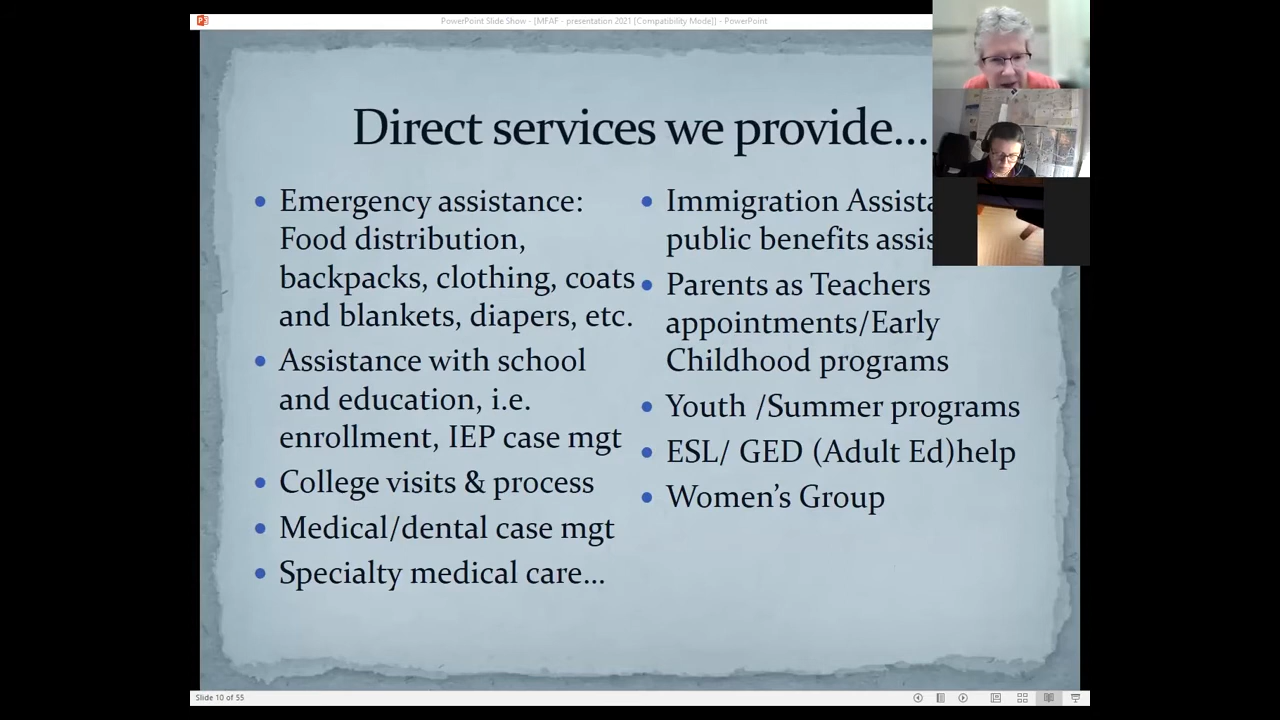 PowerPoint Slide Show - [MFAF - presentation 2021 [Compatibility Mode]] - PowerPoint
Direct services we provide...
Emergency assistance:
Food distribution,
backpacks, clothing, coats
and blankets, diapers, etc.
Assistance with school
and education, i.e.
enrollment, IEP case mgt
College visits & process
Medical/dental case mgt
Specialty medical care...
Immigration
public benefits
Parents as Teachers
appointments/Early
Childhood programs
Youth /Summer programs
ESL/ GED (Adult Ed)help
Women’s Group
Slide 10 of 55